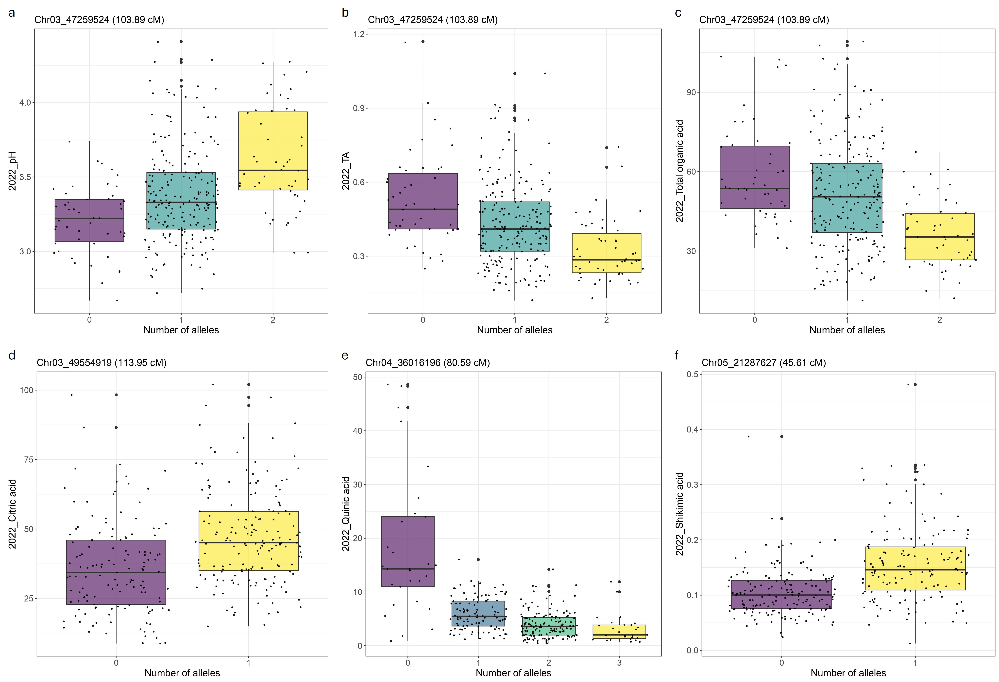 a
Chr03_47259524 (103.89 cM)
2022_pH
4.0
3.5
3.0
0 1 2
Number of alleles
b
Chr03_47259524 (103.89 cM)
2022_TA
1.2
0.9
0.6
0.3
0 1 2
Number of alleles
c
Chr03_47259524 (103.89 cM)
2022_Total organic acid
90
60
30
0 1 2
Number of alleles
d
Chr03_49554919 (113.95 cM)
2022_Citric acid
100
75
50
25
0 1
Number of alleles
e
Chr04_36016196 (80.59 cM)
2022_Quinic acid
50
40
30
20
10
0
0 1 2 3
Number of alleles
f
Chr05_21287627 (45.61 cM)
2022_Shikimic acid
0.5
0.4
0.3
0.2
0.1
0.0
0 1
Number of alleles